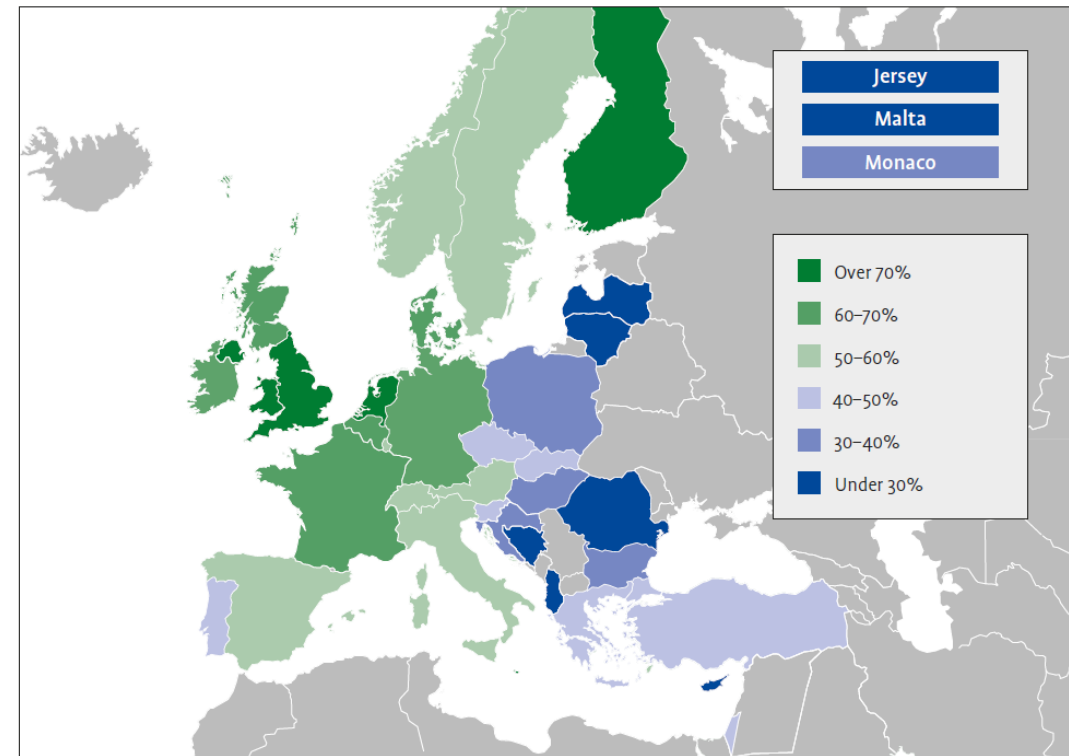 Jersey
Malta
Monaco
Over 70%
60–70%
50–60%
40–50%
30–40%
Under 30%